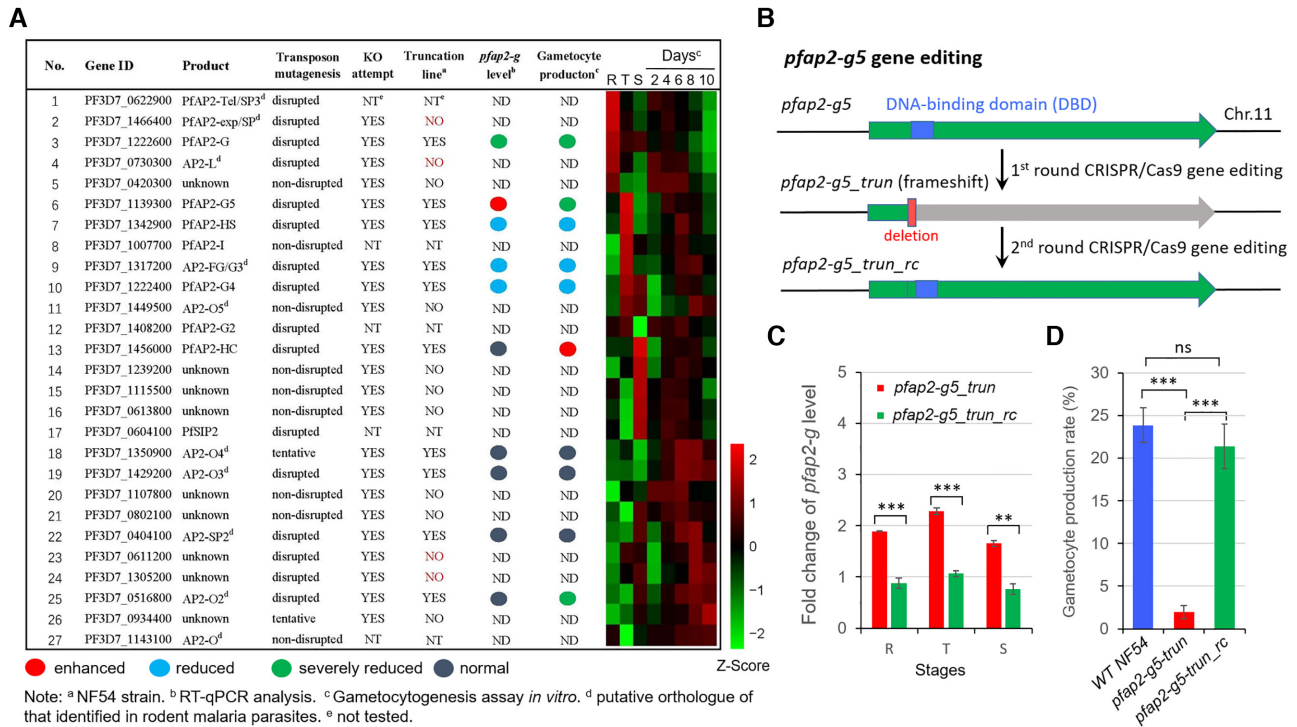 A
No. Gene ID Product Transposon mutagenesis KO attempt Truncation line^a pfap2-g level^b Gametocyte producton^c R T S Days^c 2 4 6 8 10
1 PF3D7_0622900 PfAP2-Tel/SP3^d disrupted NT^e NT^e ND ND
2 PF3D7_1466400 PfAP2-exp/SP^d disrupted YES NO ND ND
3 PF3D7_1222600 PfAP2-G disrupted YES YES
4 PF3D7_0730300 AP2-L^d disrupted YES NO ND ND
5 PF3D7_0420300 unknown non-disrupted YES NO ND ND
6 PF3D7_1139300 PfAP2-G5 disrupted YES YES
7 PF3D7_1342900 PfAP2-HS disrupted YES YES
8 PF3D7_1007700 PfAP2-I non-disrupted NT NT ND ND
9 PF3D7_1317200 AP2-FG/G3^d disrupted YES YES
10 PF3D7_1222400 PfAP2-G4 disrupted YES YES
11 PF3D7_1449500 AP2-O5^d non-disrupted YES NO ND ND
12 PF3D7_1408200 PfAP2-G2 disrupted NT NT ND ND
13 PF3D7_1456000 PfAP2-HC disrupted YES YES
14 PF3D7_1239200 unknown non-disrupted YES NO ND ND
15 PF3D7_1115500 unknown non-disrupted YES NO ND ND
16 PF3D7_0613800 unknown non-disrupted YES NO ND ND
17 PF3D7_0604100 PfSIP2 disrupted NT NT ND ND
18 PF3D7_1350900 AP2-O4^d tentative YES YES
19 PF3D7_1429200 AP2-O3^d disrupted YES YES
20 PF3D7_1107800 unknown non-disrupted YES NO ND ND
21 PF3D7_0802100 unknown non-disrupted YES NO ND ND
22 PF3D7_0404100 AP2-SP2^d disrupted YES YES
23 PF3D7_0611200 unknown disrupted YES NO ND ND
24 PF3D7_1305200 unknown disrupted YES NO ND ND
25 PF3D7_0516800 AP2-O2^d disrupted YES YES
26 PF3D7_0934400 unknown tentative YES NO ND ND
27 PF3D7_1143100 AP2-O^d non-disrupted NT NT ND ND
2
1
0
−1
−2
Z-Score
enhanced reduced severely reduced normal
Note: ^a NF54 strain. ^b RT-qPCR analysis. ^c Gametocytogenesis assay in vitro. ^d putative orthologue of
that identified in rodent malaria parasites. ^e not tested.
B
pfap2-g5 gene editing
pfap2-g5
DNA-binding domain (DBD)
Chr.11
1st round CRISPR/Cas9 gene editing
pfap2-g5_trun (frameshift)
deletion
2nd round CRISPR/Cas9 gene editing
pfap2-g5_trun_rc
C
Fold change of pfap2-g level
5
4
3
2
1
0
pfap2-g5_trun
pfap2-g5_trun_rc
*** *** **
R T S
Stages
D
Gametocyte production rate (%)
30
25
20
15
10
5
0
ns
***
***
WT NF54
pfap2-g5-trun
pfap2-g5-trun_rc